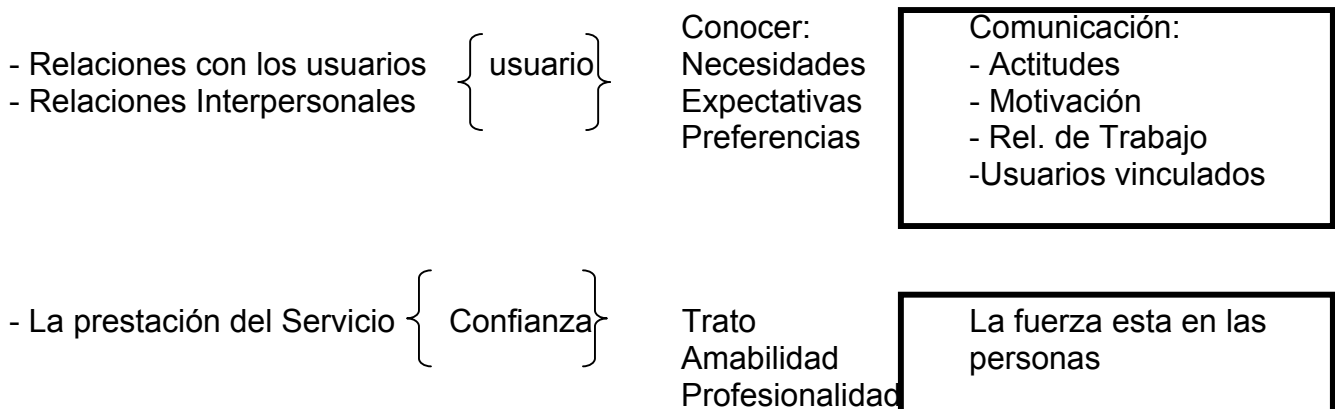 - Relaciones con los usuarios
- Relaciones Interpersonales
usuario
Conocer:
Necesidades
Expectativas
Preferencias
Comunicación:
- Actitudes
- Motivación
- Rel. de Trabajo
-Usuarios vinculados
- La prestación del Servicio
Confianza
Trato
Amabilidad
Profesionalidad
La fuerza esta en las
personas